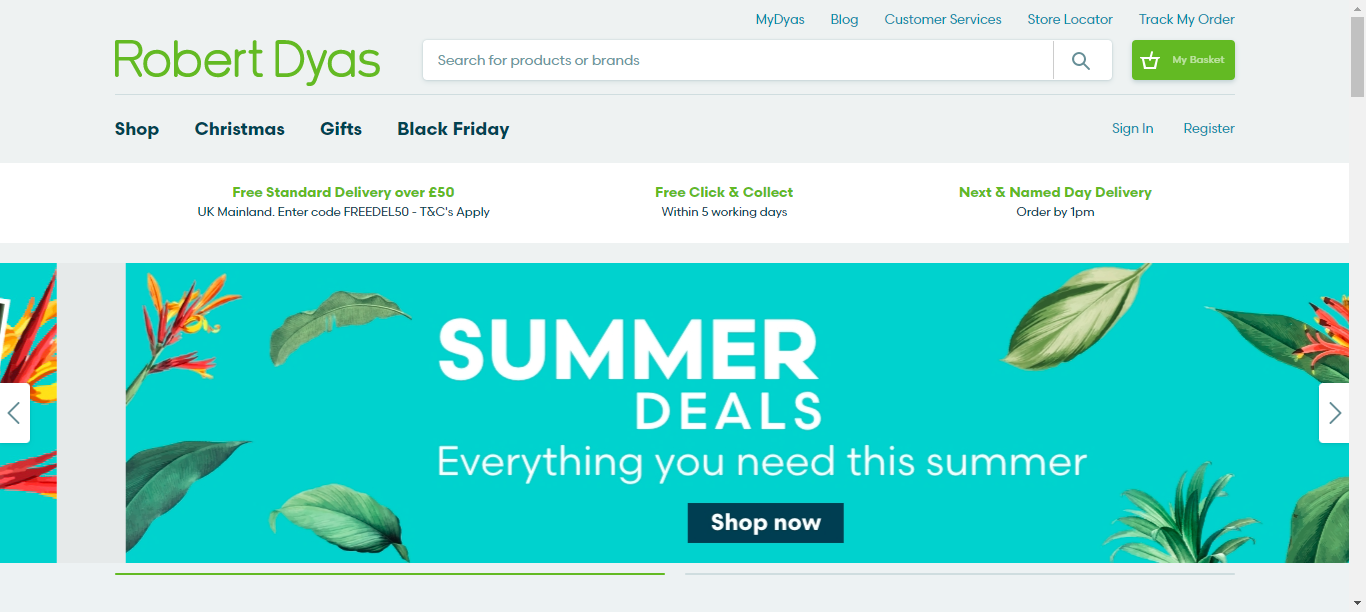 MyDyas Blog Customer Services Store Locator Track My Order
Robert Dyas
Search for products or brands
My Basket
Shop Christmas Gifts Black Friday
Sign In Register
Free Standard Delivery over £50
UK Mainland. Enter code FREEDEL50 - T&C's Apply
Free Click & Collect
Within 5 working days
Next & Named Day Delivery
Order by 1pm
SUMMER
DEALS
Everything you need this summer
Shop now